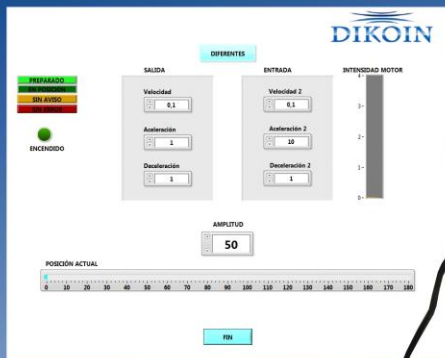 DIKOIN
DIFERENTES
SALIDA
ENTRADA
INTENSIDAD MOTOR
PREPARADO
EN POSICIÓN
SIN AVISO
SIN ERROR
ENCENDIDO
Velocidad
0,1
Aceleración
1
Deceleración
1
Velocidad 2
0,1
Aceleración 2
10
Deceleración 2
1
4
3
2
1
0
AMPLITUD
50
POSICIÓN ACTUAL
0 10 20 30 40 50 60 70 80 90 100 110 120 130 140 150 160 170 180
FIN